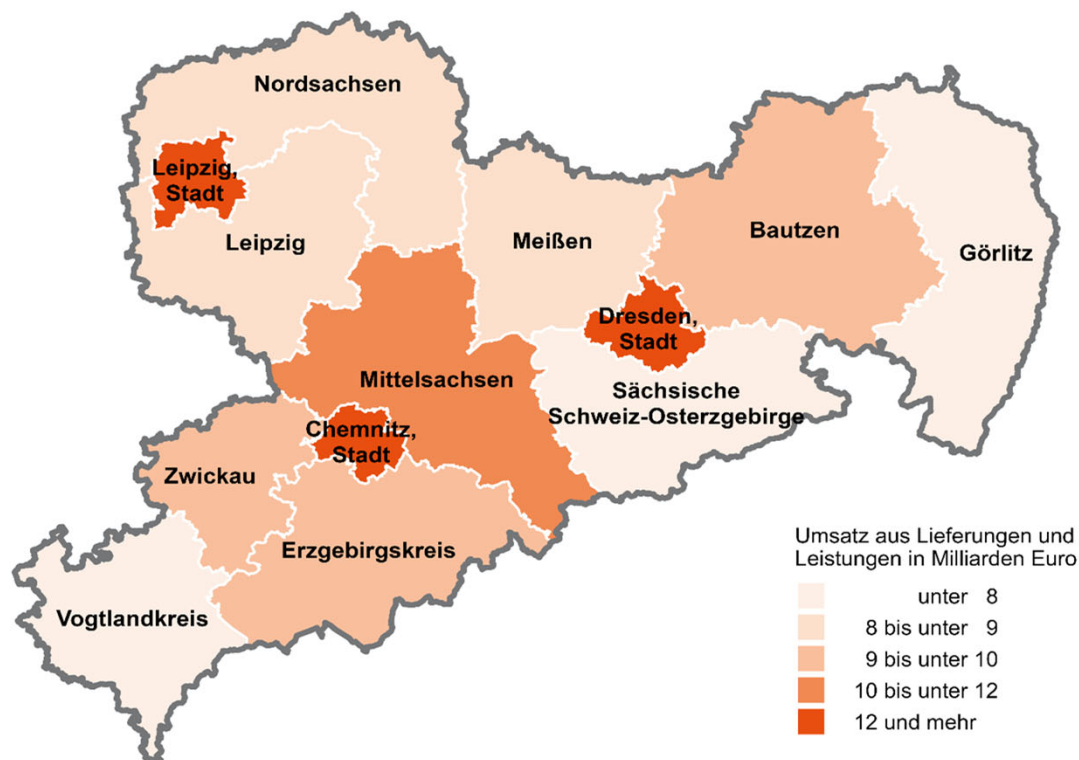 Nordsachsen
Leipzig,
Stadt
Leipzig
Meißen
Bautzen
Görlitz
Dresden,
Stadt
Mittelsachsen
Sächsische
Schweiz-Osterzgebirge
Chemnitz,
Stadt
Zwickau
Erzgebirgskreis
Vogtlandkreis
Umsatz aus Lieferungen und
Leistungen in Milliarden Euro
unter 8
8 bis unter 9
9 bis unter 10
10 bis unter 12
12 und mehr